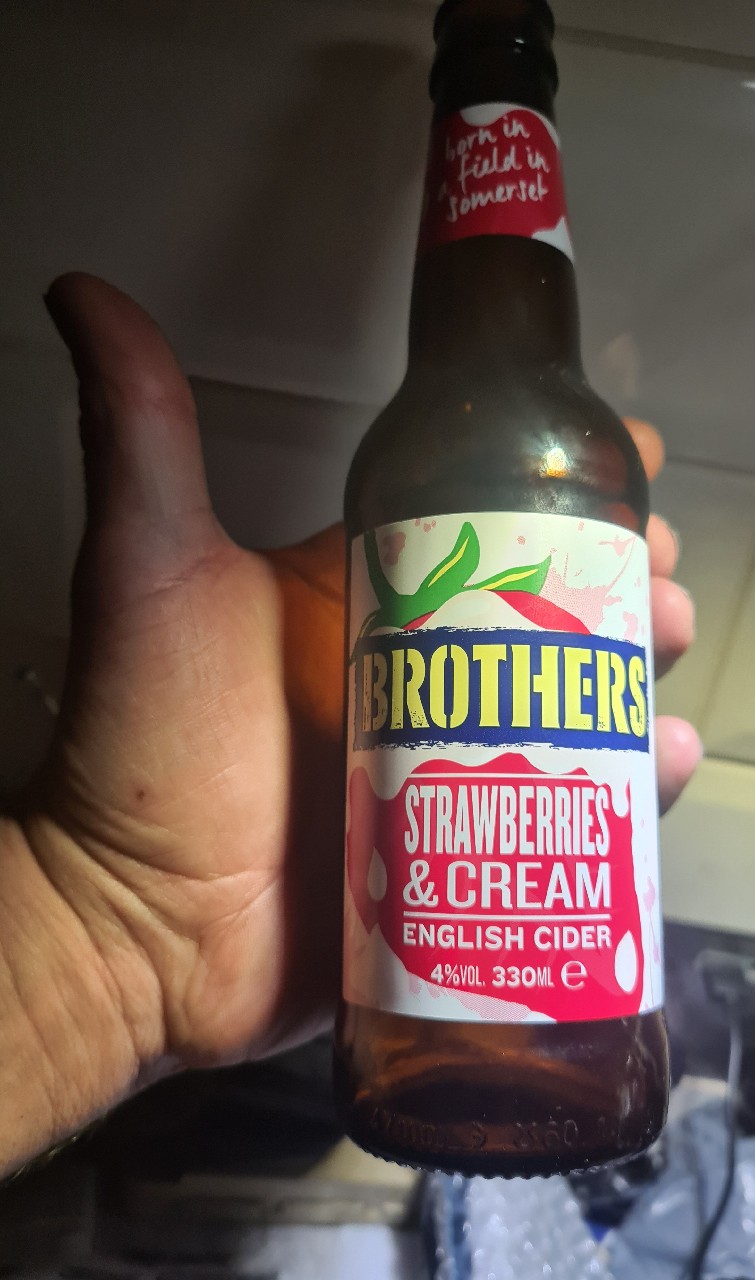 born in
a field in
somerset
BROTHERS
STRAWBERRIES
& CREAM
ENGLISH CIDER
4%VOL. 330ML e